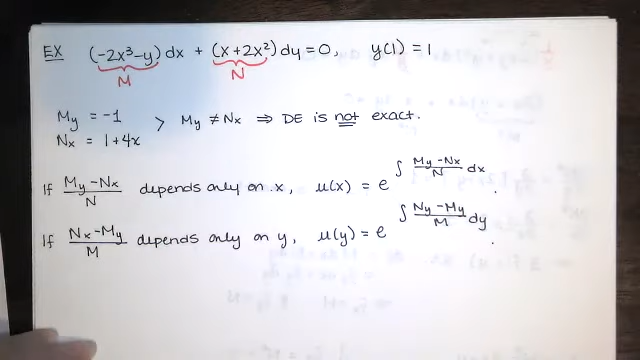 EX (-2x³-y)dx + (x+2x²)dy=0, y(1)=1
M N
My = -1
Nx = 1+4x > My ≠ Nx ⇒ DE is not exact.
If (My-Nx)/N depends only on x, μ(x) = e^(∫ (My-Nx)/N dx).
If (Nx-My)/M depends only on y, μ(y) = e^(∫ (Ny-My)/M dy).